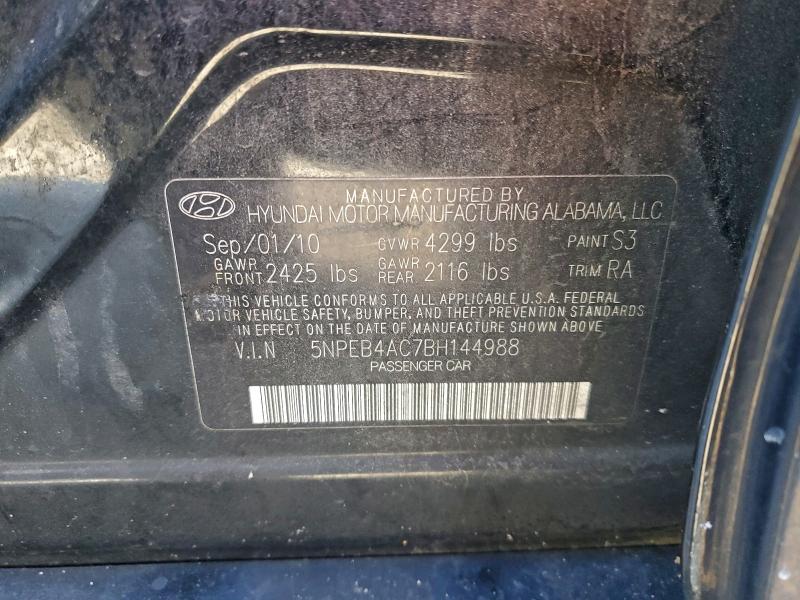 MANUFACTURED BY
HYUNDAI MOTOR MANUFACTURING ALABAMA, LLC
Sep/01/10 GVWR 4299 lbs PAINT S3
GAWR FRONT 2425 lbs GAWR REAR 2116 lbs TRIM RA
THIS VEHICLE CONFORMS TO ALL APPLICABLE U.S.A. FEDERAL
MOTOR VEHICLE SAFETY, BUMPER, AND THEFT PREVENTION STANDARDS
IN EFFECT ON THE DATE OF MANUFACTURE SHOWN ABOVE.
V.I.N 5NPEB4AC7BH144988
PASSENGER CAR